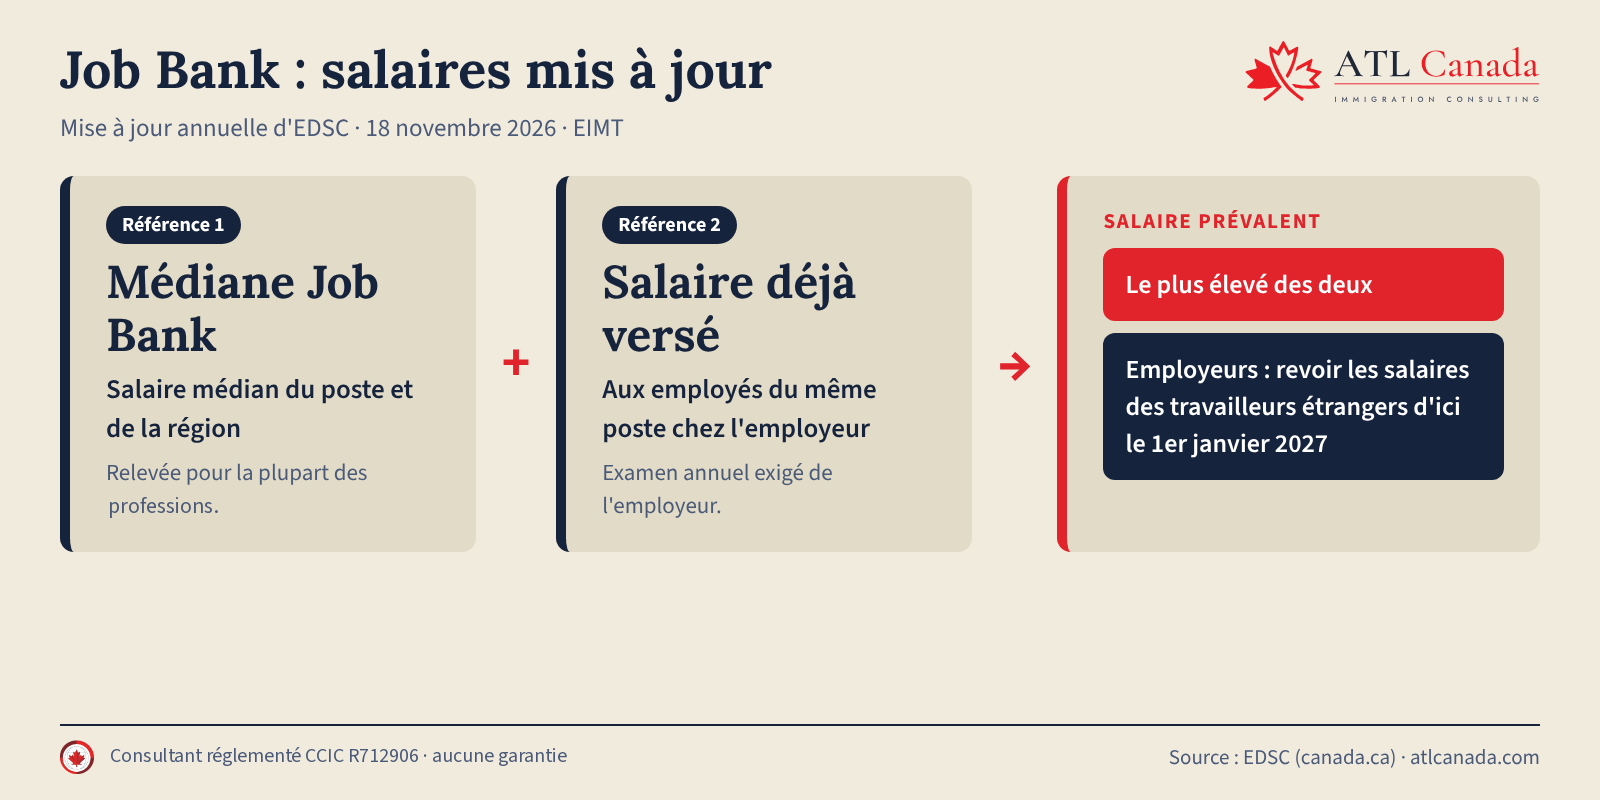 Job Bank : salaires mis à jour
ATL Canada
IMMIGRATION CONSULTING
Mise à jour annuelle d'EDSC · 18 novembre 2026 · EIMT
Référence 1
Médiane Job
Bank
Salaire médian du poste et
de la région
Relevée pour la plupart des
professions.
+
Référence 2
Salaire déjà
versé
Aux employés du même
poste chez l'employeur
Examen annuel exigé de
l'employeur.
→
SALAIRE PRÉVALENT
Le plus élevé des deux
Employeurs : revoir les salaires
des travailleurs étrangers d'ici
le 1er janvier 2027
Consultant réglementé CCIC R712906 · aucune garantie
Source : EDSC (canada.ca) · atlcanada.com